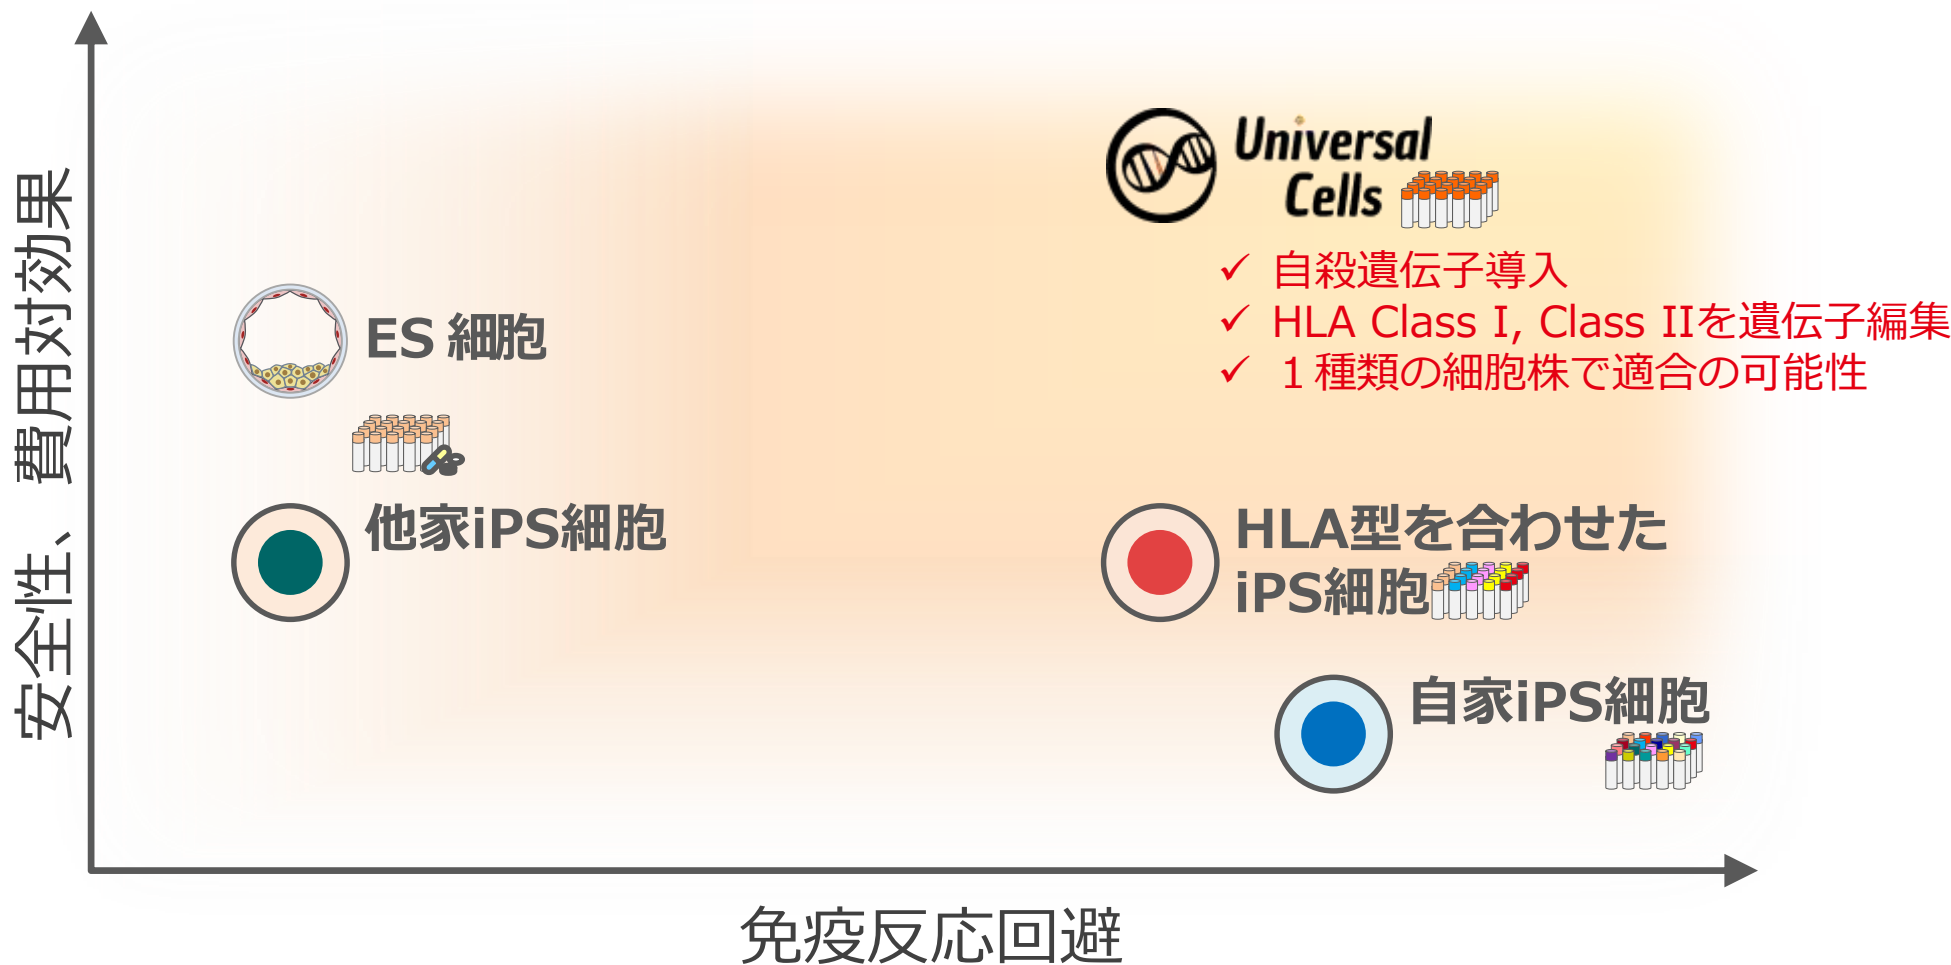 安全性、費用対効果
Universal
Cells
✓ 自殺遺伝子導入
✓ HLA Class I, Class IIを遺伝子編集
✓ １種類の細胞株で適合の可能性
ES 細胞
他家iPS細胞
HLA型を合わせた
iPS細胞
自家iPS細胞
免疫反応回避